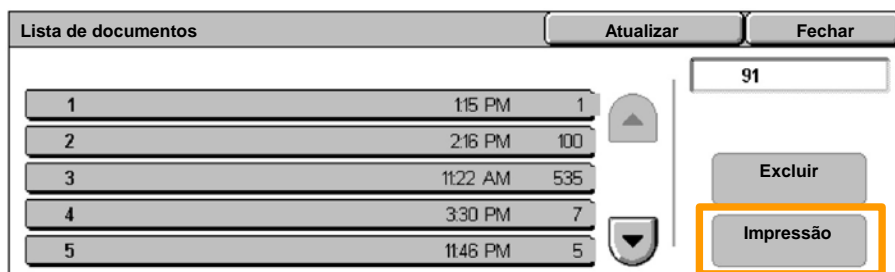 Lista de documentos Atualizar Fechar
91
1 1:15 PM 1
2 2:16 PM 100
3 11:22 AM 535
4 3:30 PM 7
5 11:46 PM 5
Excluir
Impressão